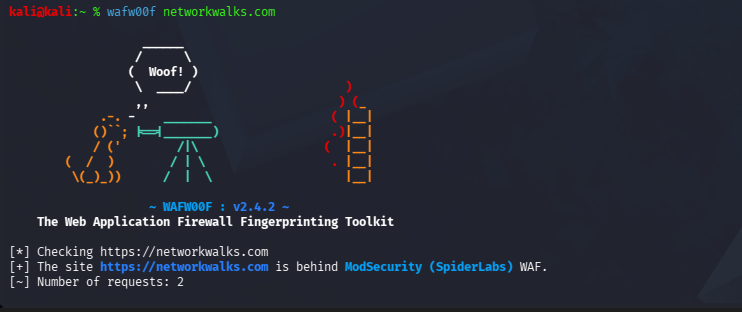 kali@kali:~ % wafw00f networkwalks.com
Woof!
~ WAFW00F : v2.4.2 ~
The Web Application Firewall Fingerprinting Toolkit
[*] Checking https://networkwalks.com
[+] The site https://networkwalks.com is behind ModSecurity (SpiderLabs) WAF.
[~] Number of requests: 2